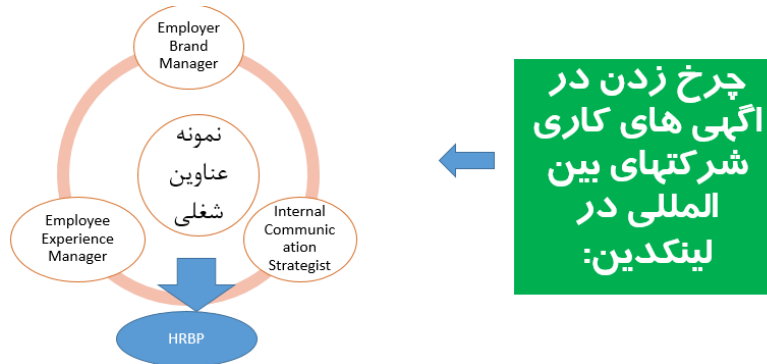 چرخ زدن در
اگهی های کاری
شرکتهای بین
المللی در
لینکدین:
Employer
Brand
Manager
نمونه
عناوین
شغلی
Employee
Experience
Manager
Internal
Communic
ation
Strategist
HRBP